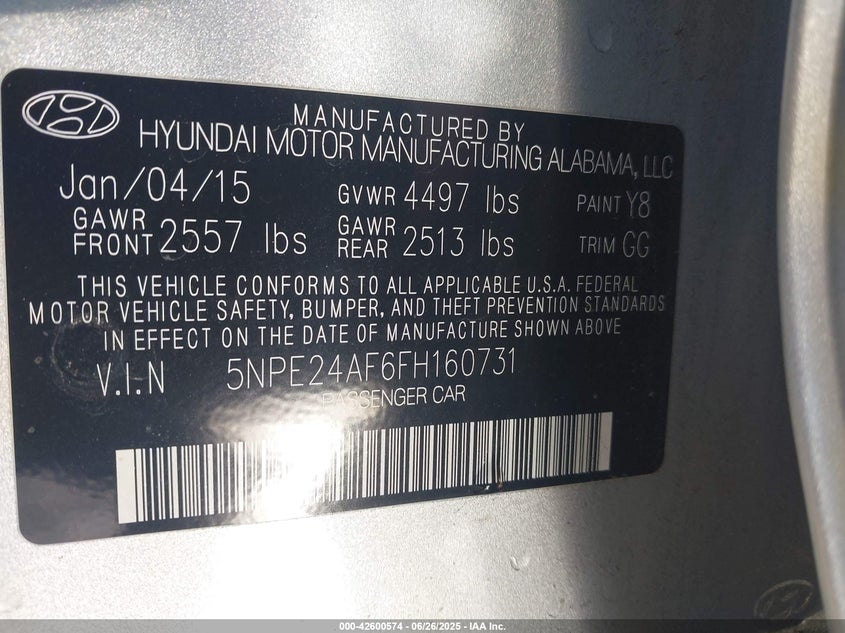 MANUFACTURED BY
HYUNDAI MOTOR MANUFACTURING ALABAMA, LLC
Jan/04/15 GVWR 4497 lbs PAINT Y8
GAWR FRONT 2557 lbs GAWR REAR 2513 lbs TRIM GG
THIS VEHICLE CONFORMS TO ALL APPLICABLE U.S.A. FEDERAL
MOTOR VEHICLE SAFETY, BUMPER, AND THEFT PREVENTION STANDARDS
IN EFFECT ON THE DATE OF MANUFACTURE SHOWN ABOVE
V.I.N 5NPE24AF6FH160731
PASSENGER CAR
000-42600574 - 06/26/2025 - IAA Inc.